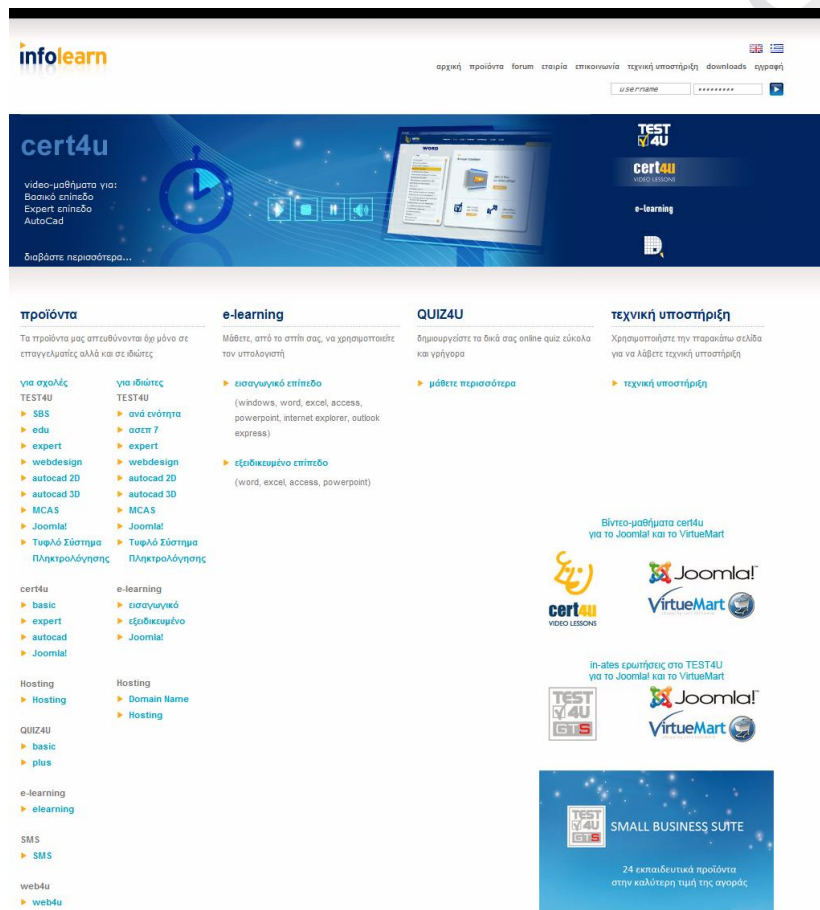 infolearn
αρχική προϊόντα forum εταιρία επικοινωνία τεχνική υποστήριξη downloads εγγραφή
username *********
cert4u
video-μαθήματα για:
Βασικό επίπεδο
Expert επίπεδο
AutoCad
διαβάστε περισσότερα...
WORD
TEST
4U
cert4u
VIDEO LESSONS
e-learning
προϊόντα
Τα προϊόντα μας απευθύνονται όχι μόνο σε
επαγγελματίες αλλά και σε ιδιώτες
για σχολές
TEST4U
SBS
edu
expert
webdesign
autocad 2D
autocad 3D
MCAS
Joomla!
Τυφλό Σύστημα
Πληκτρολόγησης
cert4u
basic
expert
autocad
Joomla!
Hosting
Hosting
QUIZ4U
basic
plus
e-learning
elearning
SMS
SMS
web4u
web4u
για ιδιώτες
TEST4U
ανά ενότητα
ασεπ 7
expert
webdesign
autocad 2D
autocad 3D
MCAS
Joomla!
Τυφλό Σύστημα
Πληκτρολόγησης
e-learning
εισαγωγικό
εξειδικευμένο
Joomla!
Hosting
Domain Name
Hosting
e-learning
Μάθετε, από το σπίτι σας, να χρησιμοποιείτε
τον υπολογιστή
εισαγωγικό επίπεδο
(windows, word, excel, access,
powerpoint, internet explorer, outlook
express)
εξειδικευμένο επίπεδο
(word, excel, access, powerpoint)
QUIZ4U
δημιουργείστε τα δικά σας online quiz εύκολα
και γρήγορα
μάθετε περισσότερα
τεχνική υποστήριξη
Χρησιμοποιήστε την παρακάτω σελίδα
για να λάβετε τεχνική υποστήριξη
τεχνική υποστήριξη
Βίντεο-μαθήματα cert4u
για το Joomla! και το VirtueMart
cert4u
VIDEO LESSONS
Joomla!
VirtueMart
in-ates ερωτήσεις στο TEST4U
για το Joomla! και το VirtueMart
TEST
4U
GTS
Joomla!
VirtueMart
TEST
4U
GTS
SMALL BUSINESS SUITE
24 εκπαιδευτικά προϊόντα
στην καλύτερη τιμή της αγοράς